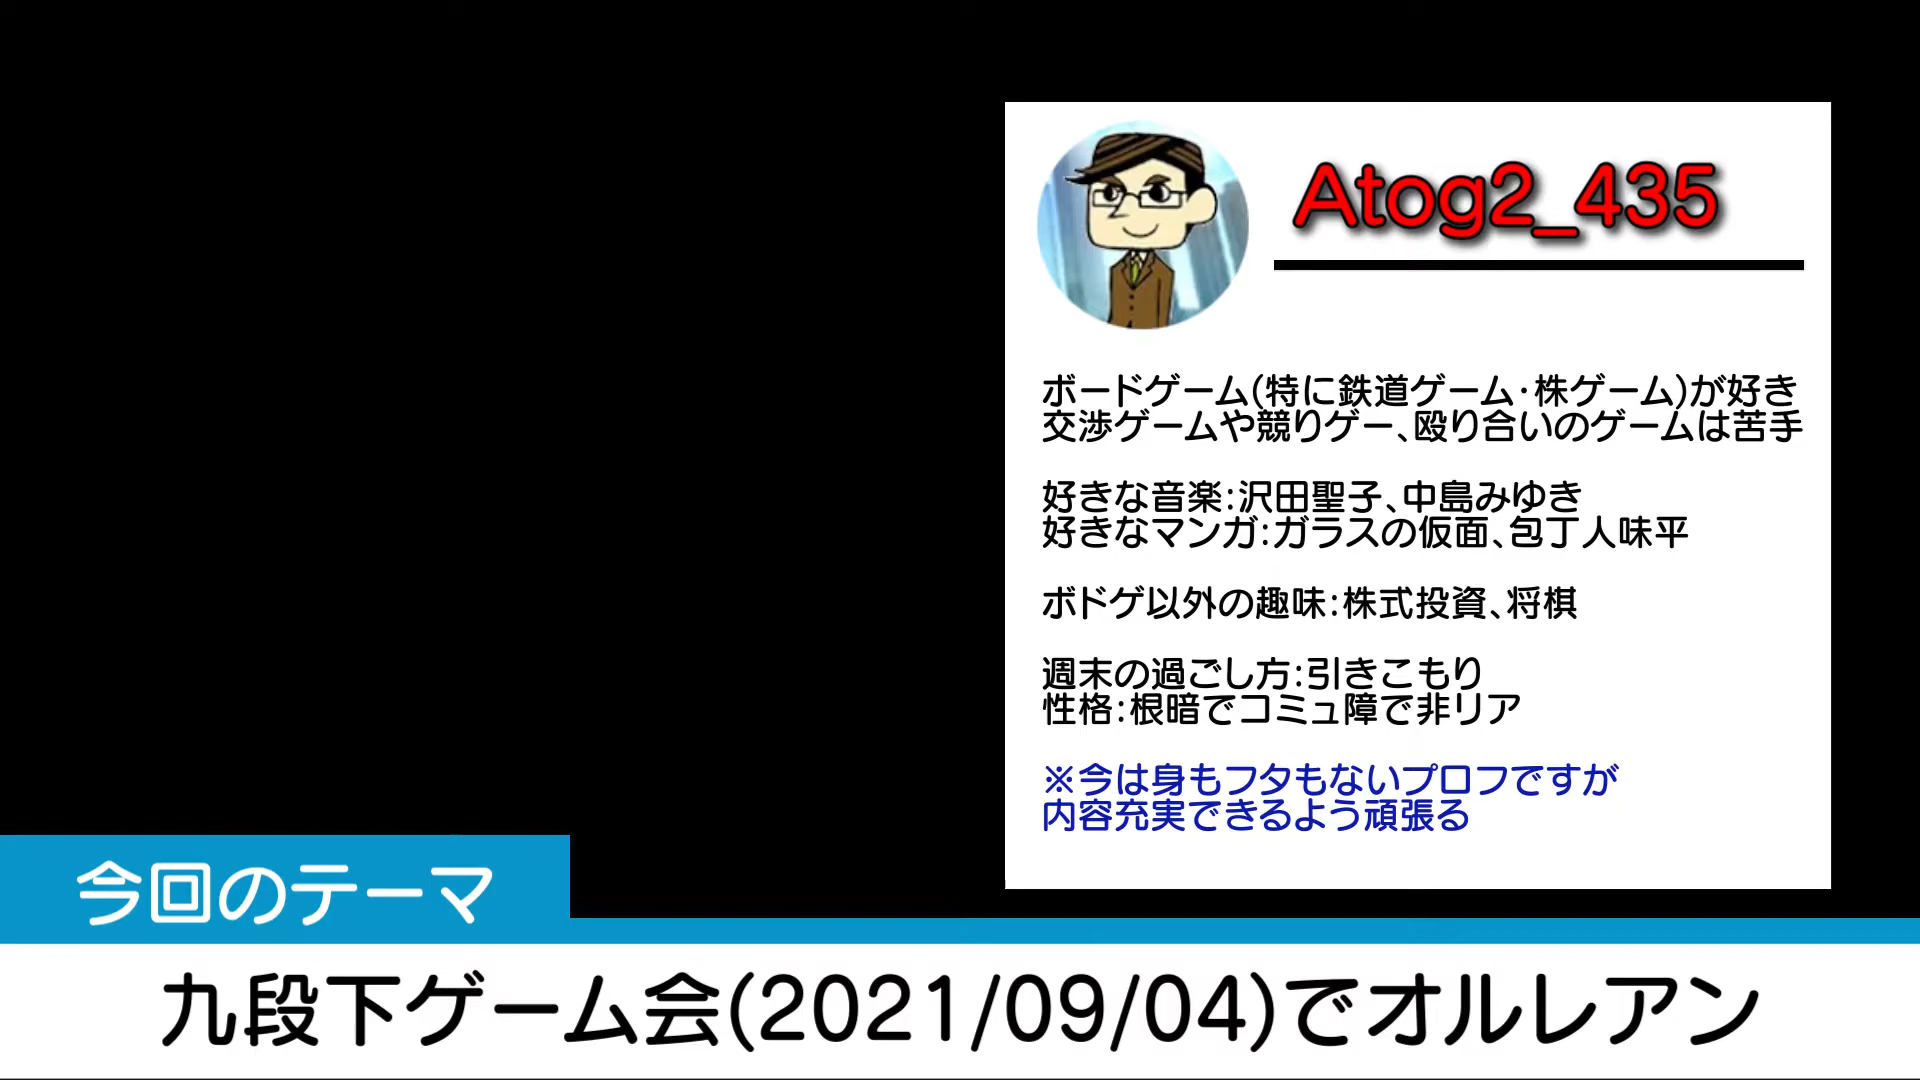 Atog2_435
ボードゲーム(特に鉄道ゲーム･株ゲーム)が好き
交渉ゲームや競りゲー､殴り合いのゲームは苦手
好きな音楽:沢田聖子､中島みゆき
好きなマンガ:ガラスの仮面､包丁人味平
ボドゲ以外の趣味:株式投資､将棋
週末の過ごし方:引きこもり
性格:根暗でコミュ障で非リア
※今は身もフタもないプロフですが
内容充実できるよう頑張る
今回のテーマ
九段下ゲーム会(2021/09/04)でオルレアン